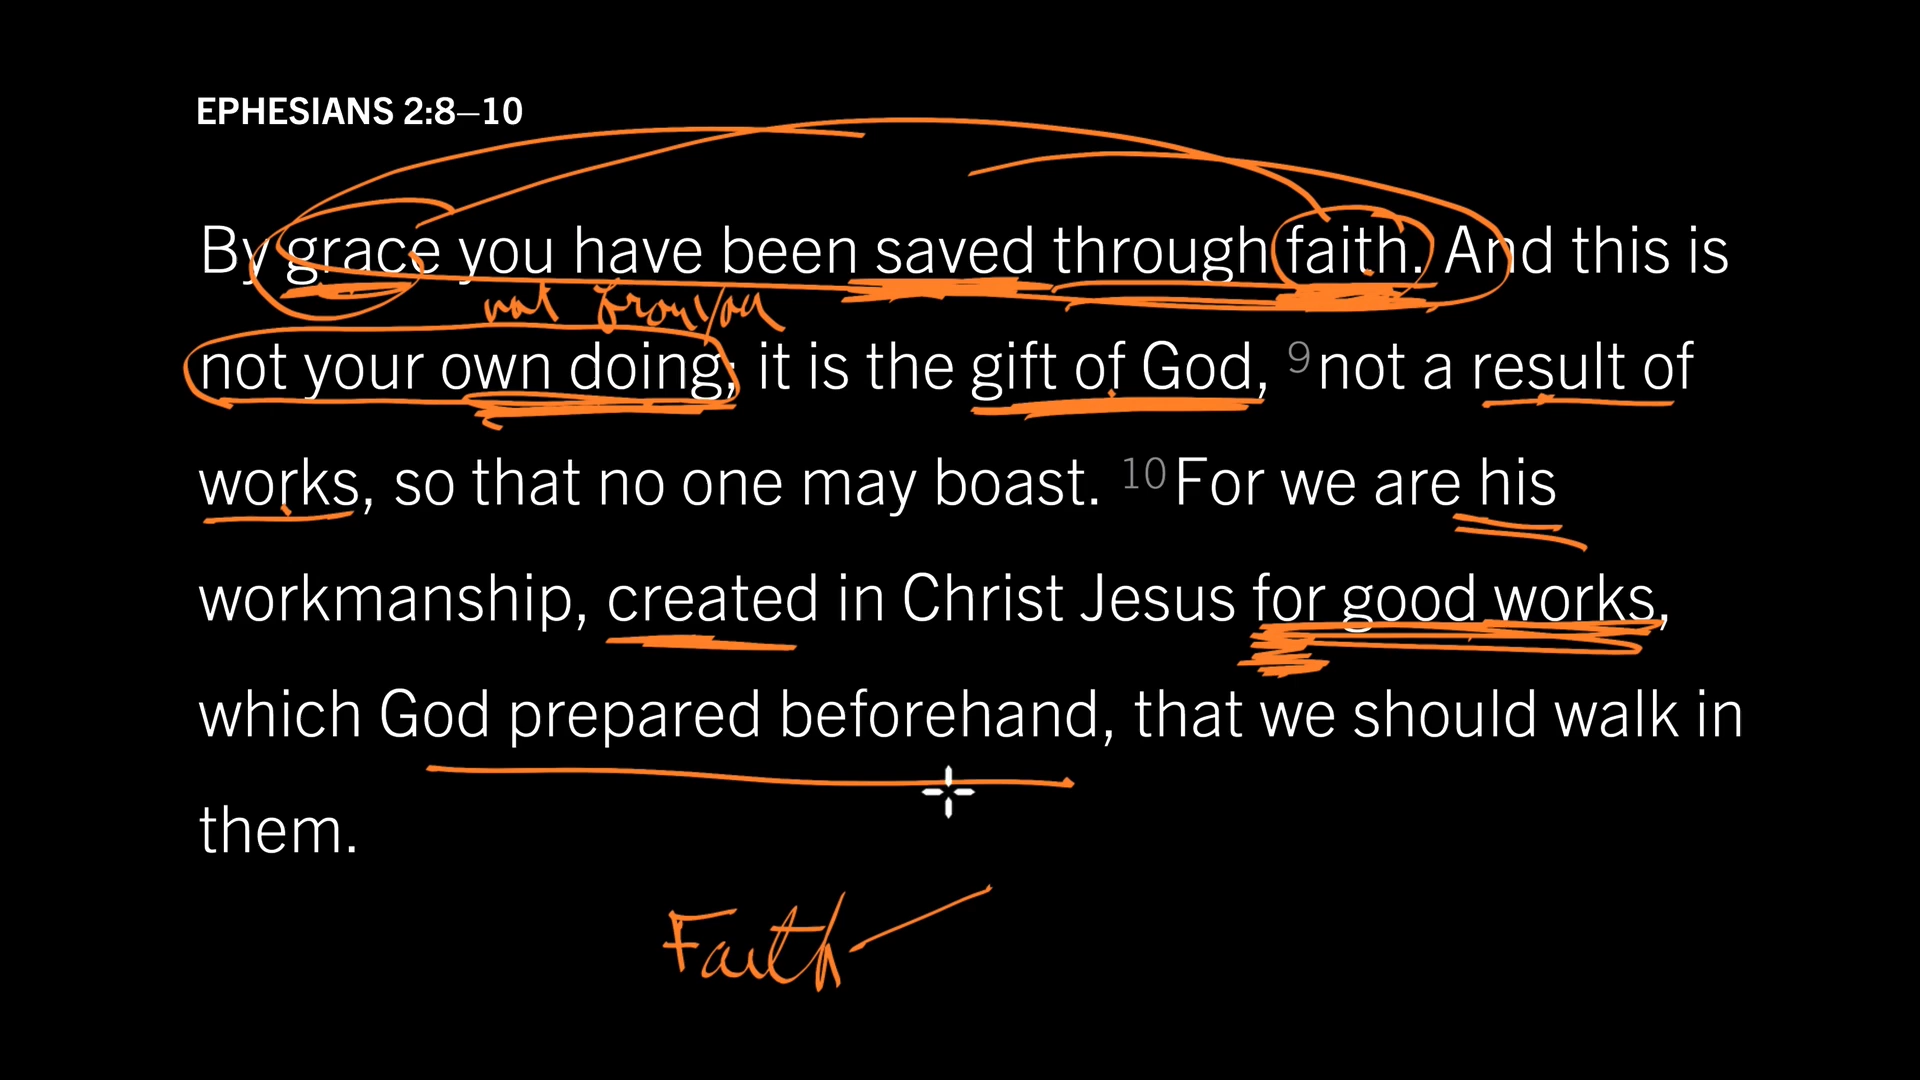 EPHESIANS 2:8–10
By grace you have been saved through faith. And this is
not from you
not your own doing; it is the gift of God, 9 not a result of
works, so that no one may boast. 10 For we are his
workmanship, created in Christ Jesus for good works,
which God prepared beforehand, that we should walk in
them.
Faith